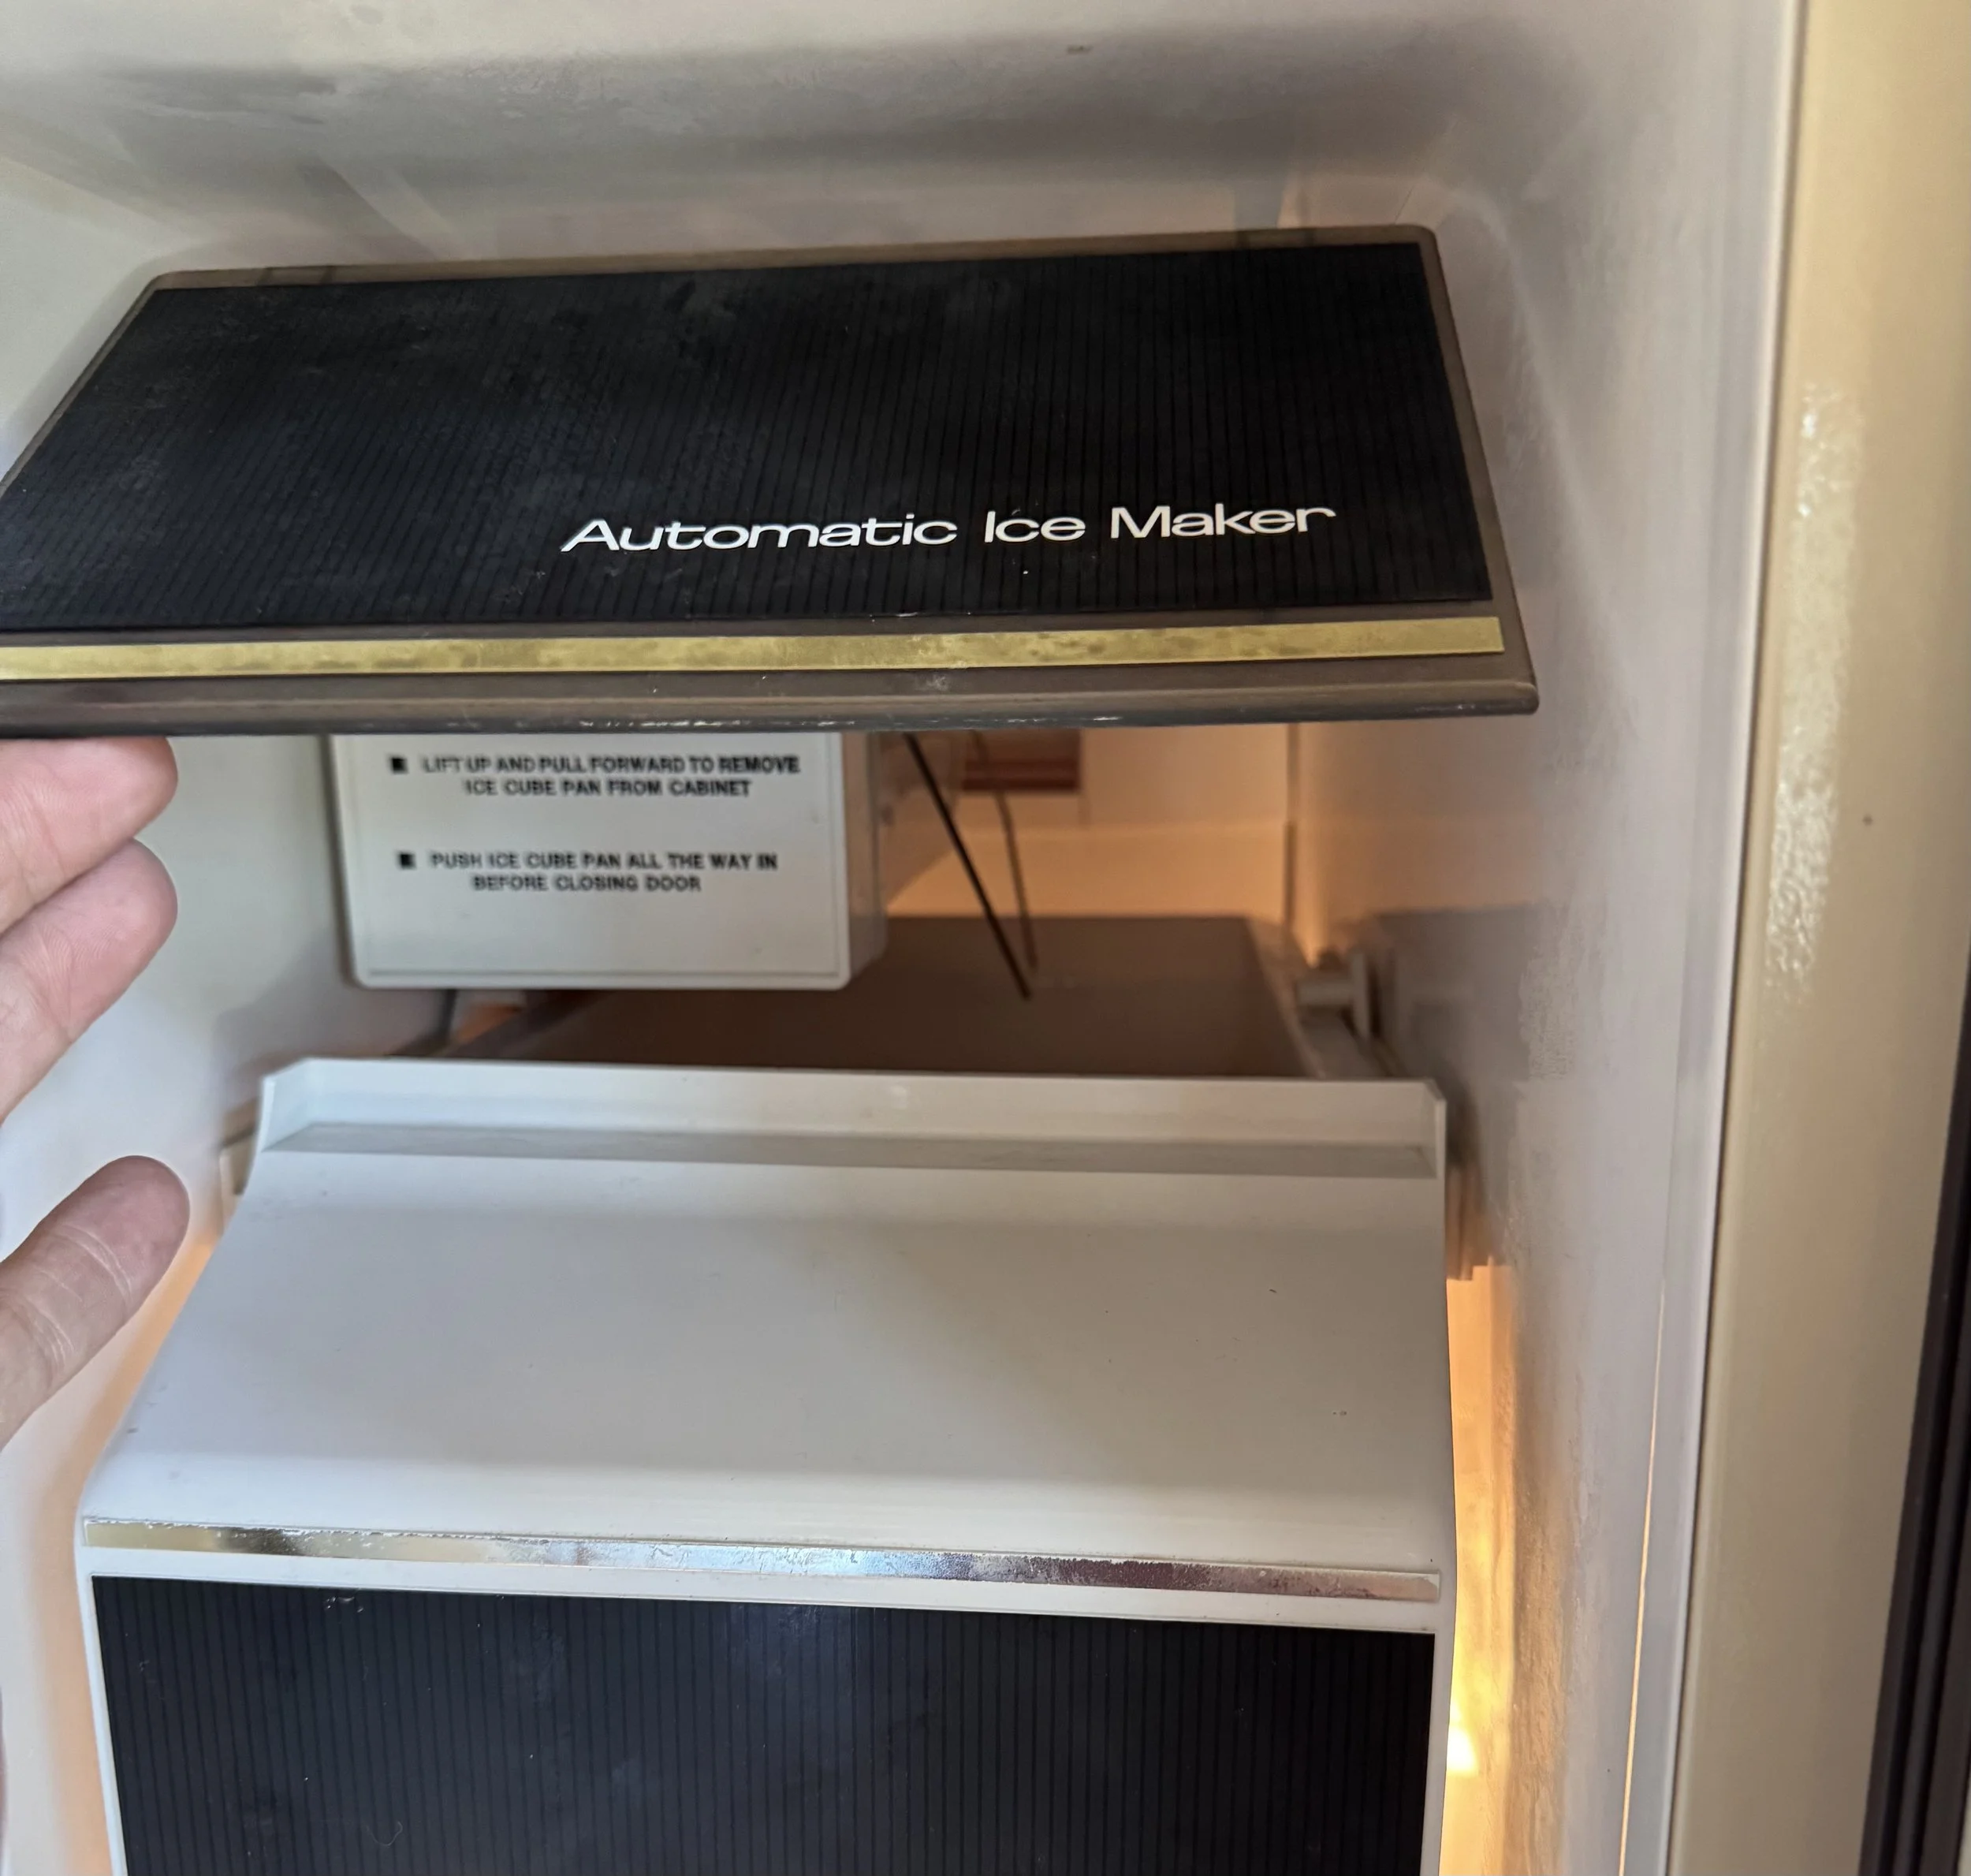 Automatic Ice Maker
■ LIFT UP AND PULL FORWARD TO REMOVE
ICE CUBE PAN FROM CABINET
■ PUSH ICE CUBE PAN ALL THE WAY IN
BEFORE CLOSING DOOR